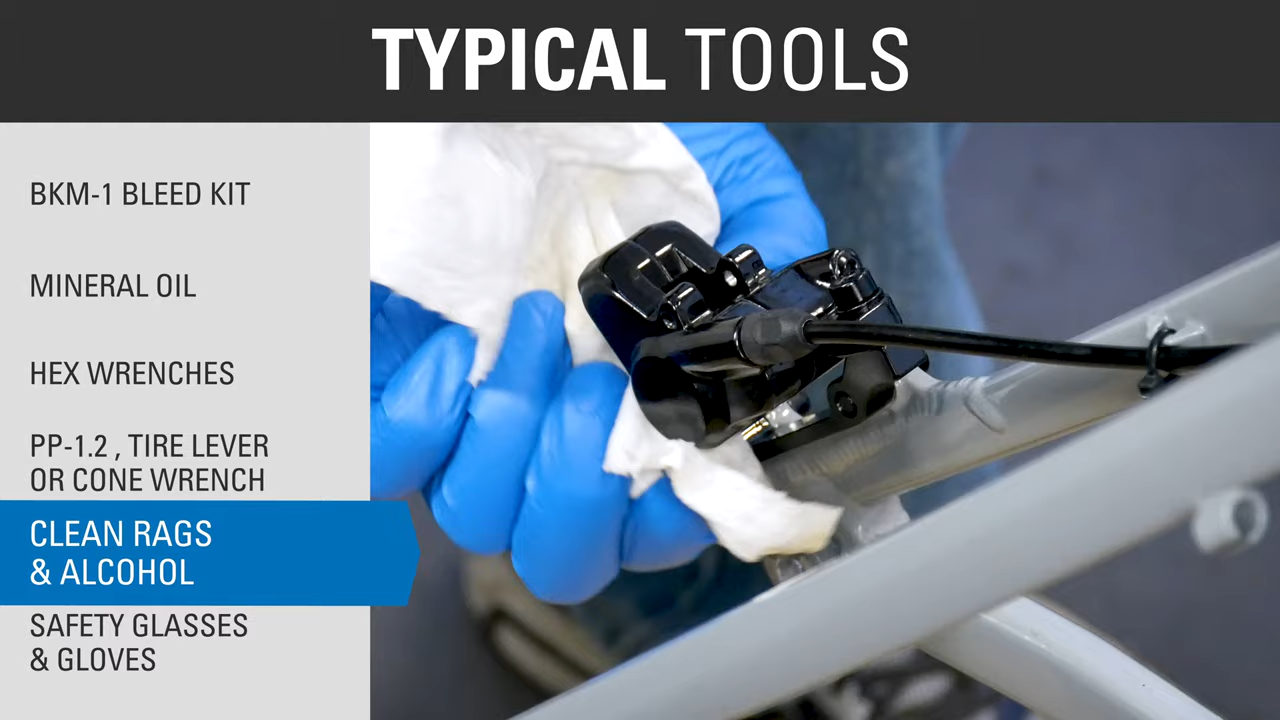 TYPICAL TOOLS
BKM-1 BLEED KIT
MINERAL OIL
HEX WRENCHES
PP-1.2 , TIRE LEVER
OR CONE WRENCH
CLEAN RAGS
& ALCOHOL
SAFETY GLASSES
& GLOVES